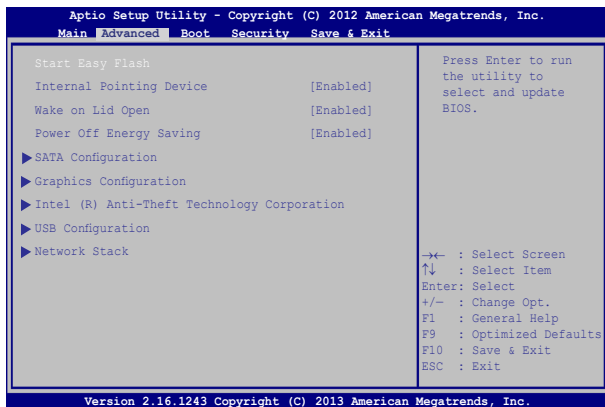 Aptio Setup Utility - Copyright (C) 2012 American Megatrends, Inc.
Main Advanced Boot Security Save & Exit
Start Easy Flash
Internal Pointing Device [Enabled]
Wake on Lid Open [Enabled]
Power Off Energy Saving [Enabled]
SATA Configuration
Graphics Configuration
Intel (R) Anti-Theft Technology Corporation
USB Configuration
Network Stack
Press Enter to run
the utility to
select and update
BIOS.
→← : Select Screen
↑↓ : Select Item
Enter: Select
+/— : Change Opt.
F1 : General Help
F9 : Optimized Defaults
F10 : Save & Exit
ESC : Exit
Version 2.16.1243 Copyright (C) 2013 American Megatrends, Inc.